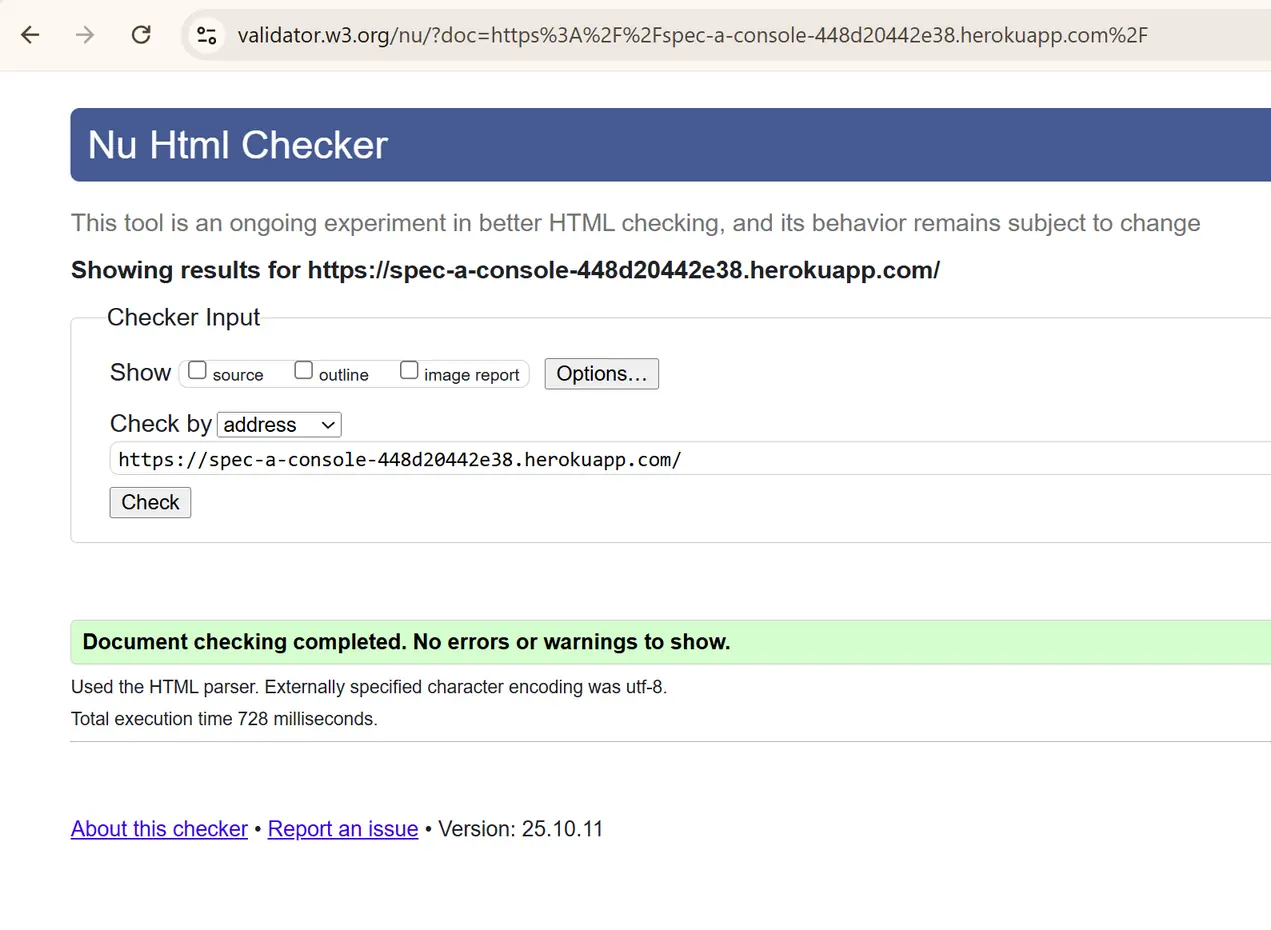 validator.w3.org/nu/?doc=https%3A%2F%2Fspec-a-console-448d20442e38.herokuapp.com%2F
Nu Html Checker
This tool is an ongoing experiment in better HTML checking, and its behavior remains subject to change
Showing results for https://spec-a-console-448d20442e38.herokuapp.com/
Checker Input
Show source outline image report Options...
Check by address
https://spec-a-console-448d20442e38.herokuapp.com/
Check
Document checking completed. No errors or warnings to show.
Used the HTML parser. Externally specified character encoding was utf-8.
Total execution time 728 milliseconds.
About this checker • Report an issue • Version: 25.10.11